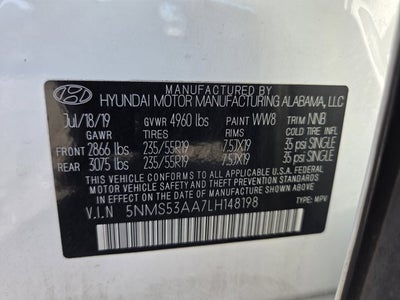 MANUFACTURED BY
HYUNDAI MOTOR MANUFACTURING ALABAMA, LLC
Jul/18/19 GVWR 4960 lbs PAINT WW8 TRIM NNB
GAWR TIRES RIMS COLD TIRE INFL
FRONT 2866 lbs 235/55R19 7.5JX19 35 psi SINGLE
REAR 3075 lbs 235/55R19 7.5JX19 35 psi SINGLE
THIS VEHICLE CONFORMS TO ALL APPLICABLE U.S. FEDERAL
MOTOR VEHICLE SAFETY, BUMPER, AND THEFT PREVENTION STANDARDS
IN EFFECT ON THE DATE OF MANUFACTURE SHOWN ABOVE.
V.I.N 5NMS53AA7LH148198 TYPE: MPV